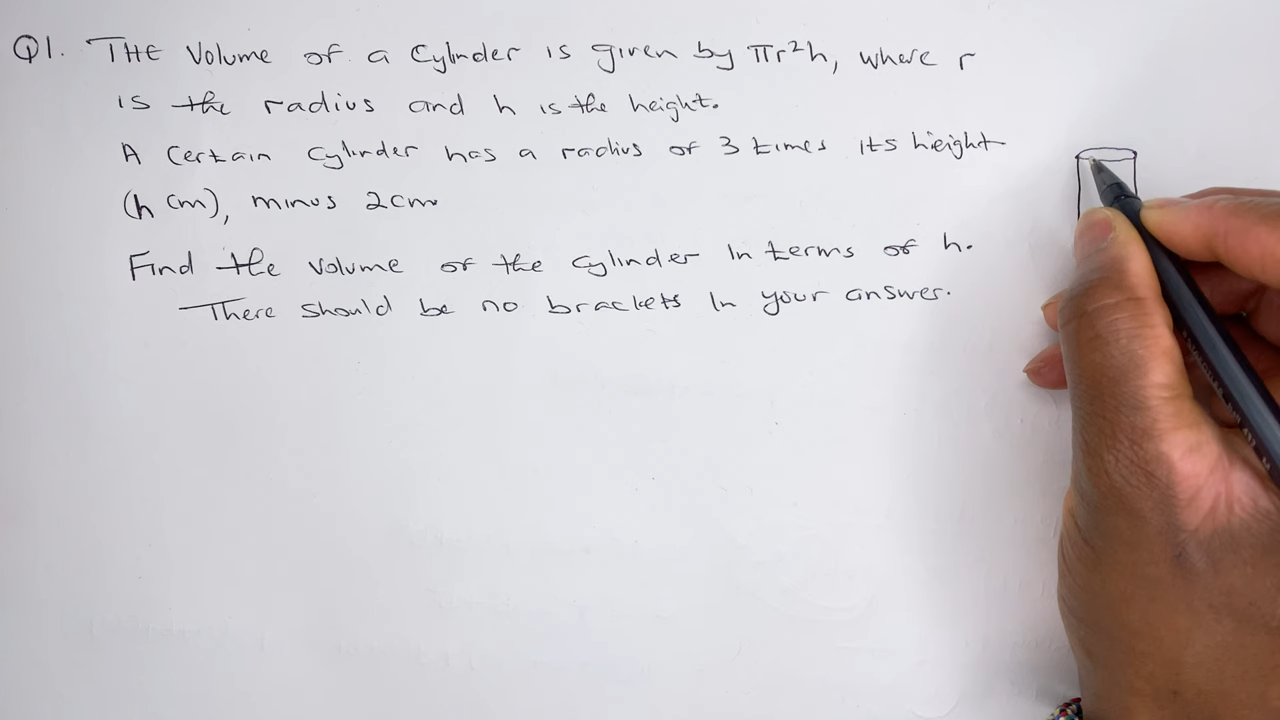 Q1. THE Volume of a Cylinder is given by πr²h, where r
is the radius and h is the height.
A Certain cylinder has a radius of 3 times its hieight
(h cm), minus 2cm
Find the volume of the cylinder In terms of h.
There should be no brackets In your answer.